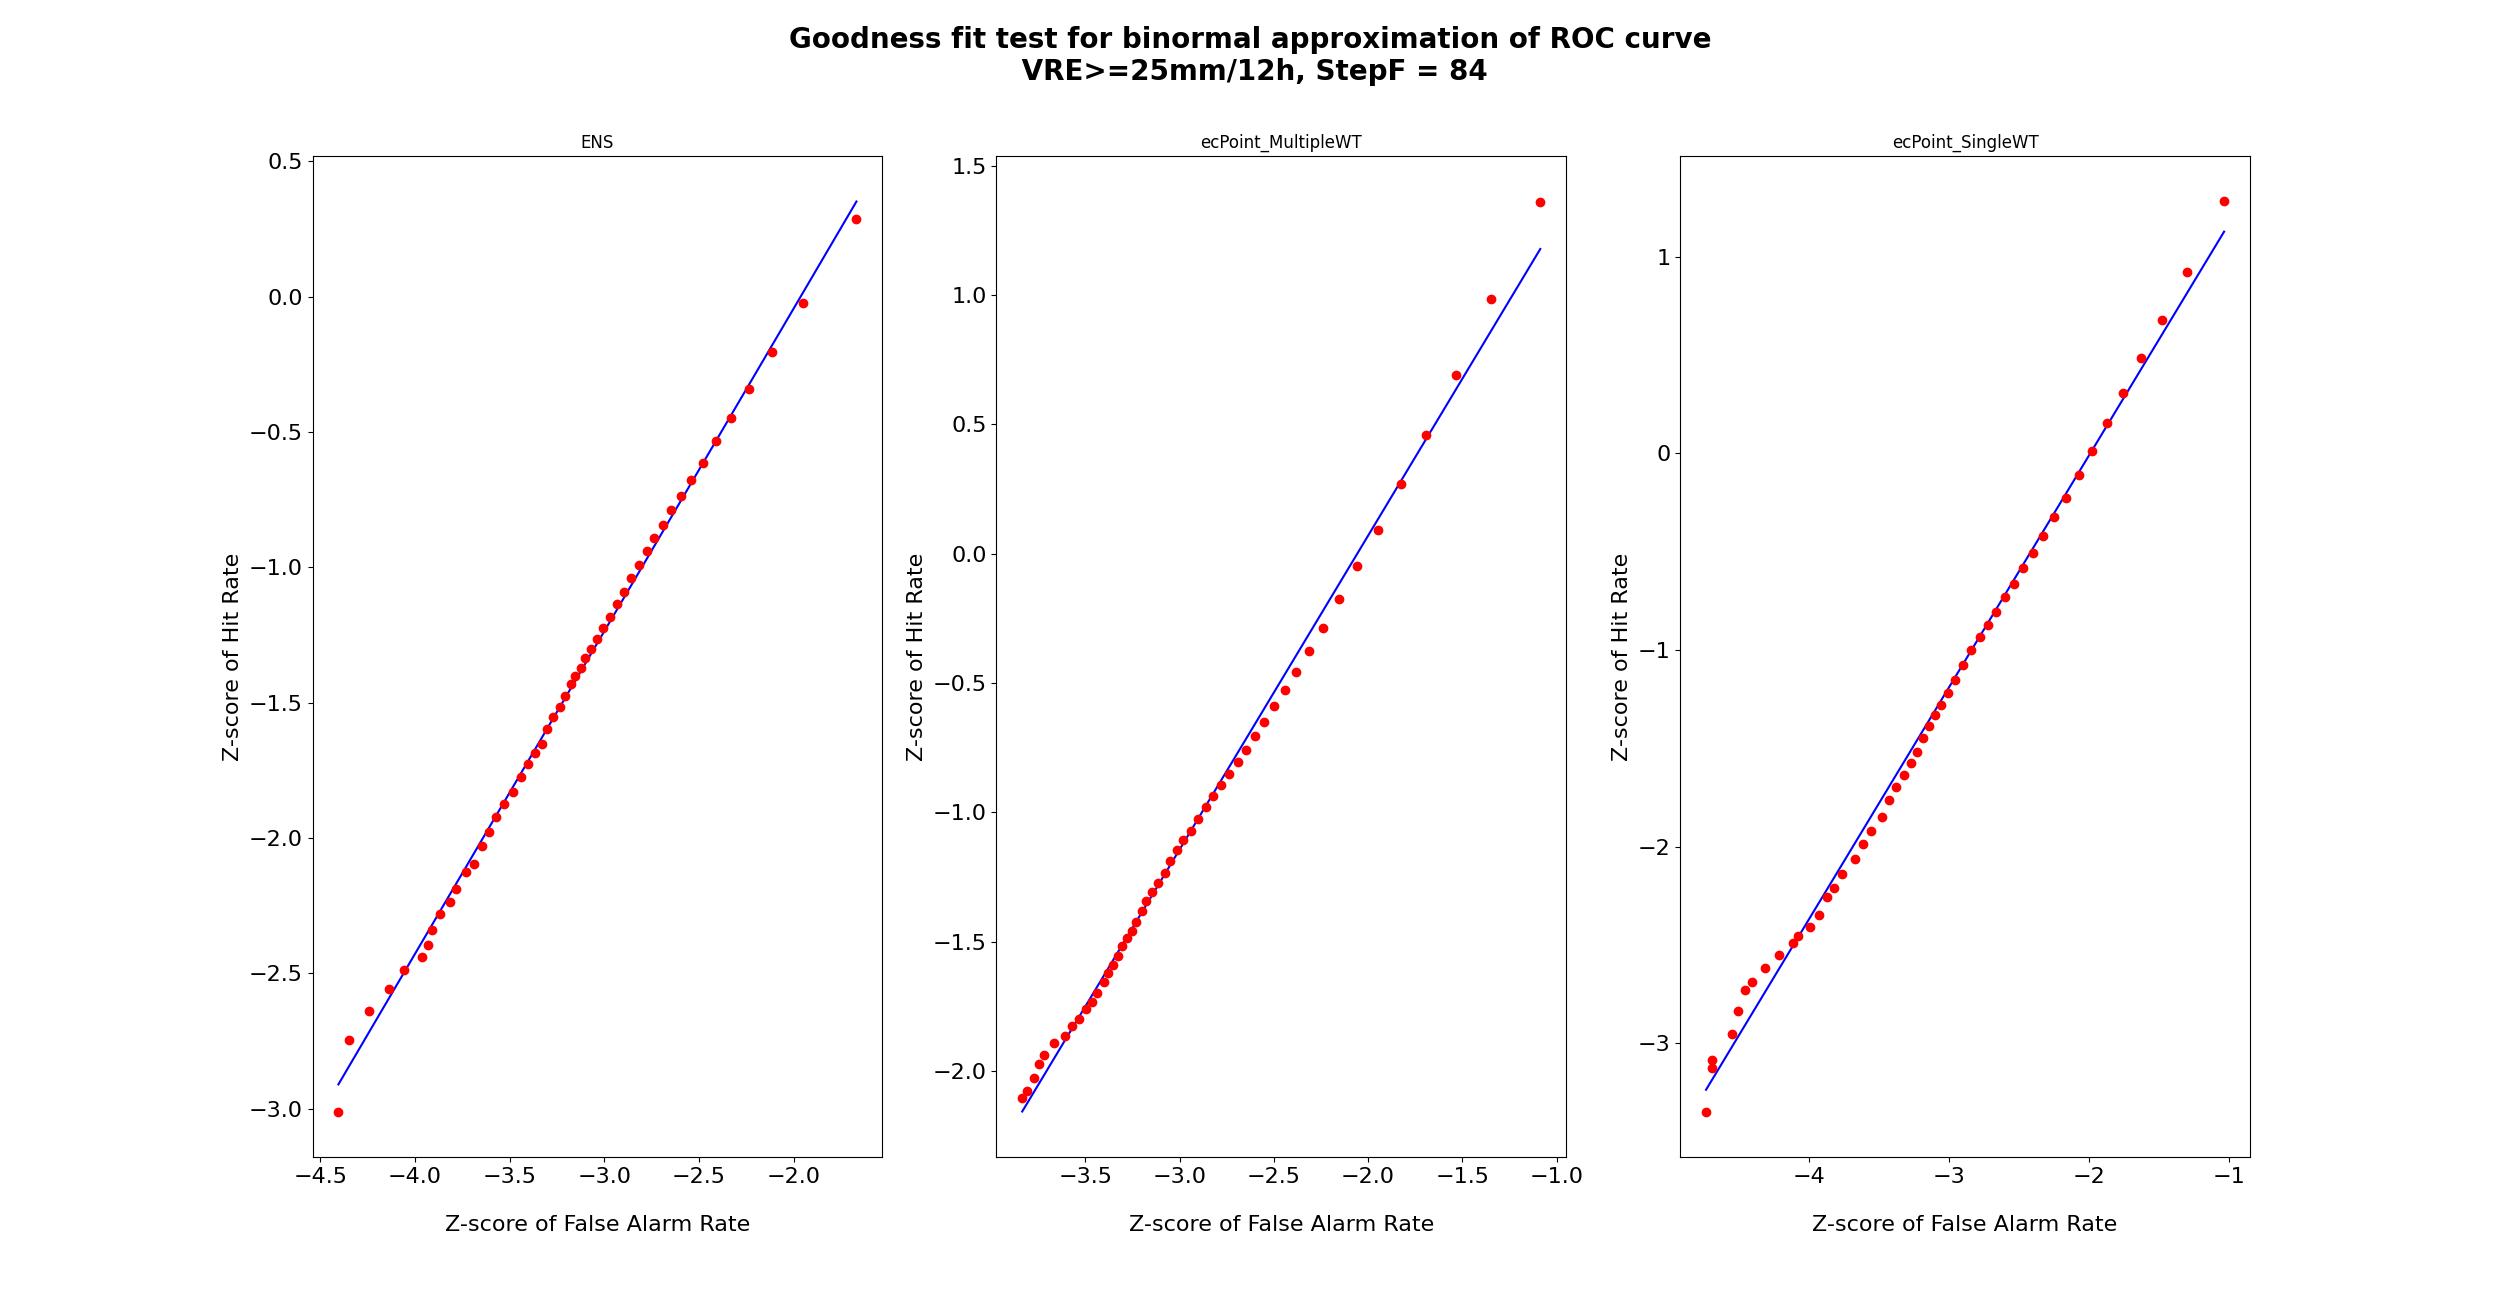 Goodness fit test for binormal approximation of ROC curve
VRE>=25mm/12h, StepF = 84
ENS
0.5
0.0
−0.5
−1.0
−1.5
−2.0
−2.5
−3.0
Z-score of Hit Rate
−4.5 −4.0 −3.5 −3.0 −2.5 −2.0
Z-score of False Alarm Rate
ecPoint_MultipleWT
1.5
1.0
0.5
0.0
−0.5
−1.0
−1.5
−2.0
Z-score of Hit Rate
−3.5 −3.0 −2.5 −2.0 −1.5 −1.0
Z-score of False Alarm Rate
ecPoint_SingleWT
1
0
−1
−2
−3
Z-score of Hit Rate
−4 −3 −2 −1
Z-score of False Alarm Rate